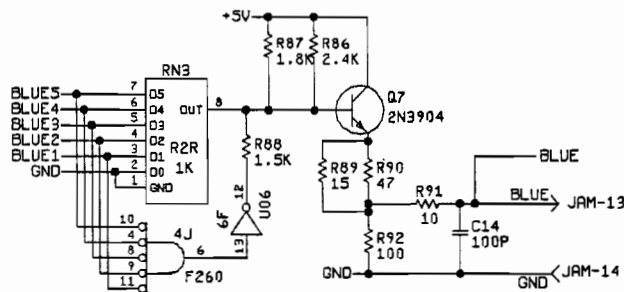 +5V
R87
1.8K
R86
2.4K
RN3
Q7
2N3904
BLUE5 7 D5
BLUE4 6 D4
BLUE3 5 D3
BLUE2 4 D2
BLUE1 3 D1
GND 2 D0
1 GND
OUT 8
R2R
1K
R88
1.5K
R89
15
R90
47
BLUE
R91
10
BLUE JAM-13
12
6F
U06
13
10
4
8
9
11
4J
6
F260
R92
100
C14
100P
GND
GND JAM-14